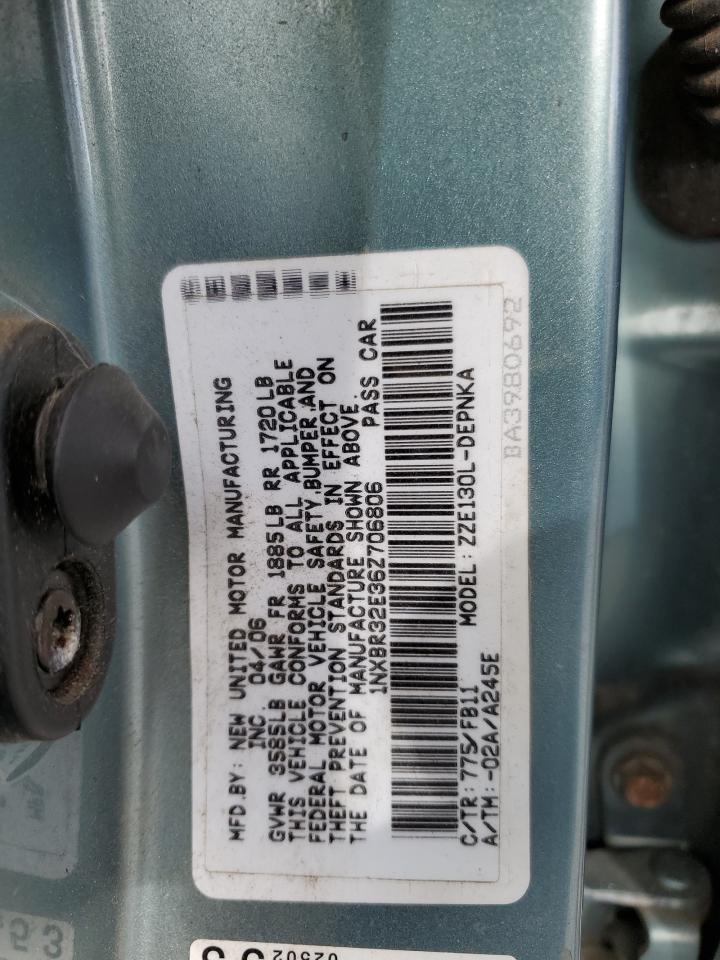 MFD.BY: NEW UNITED MOTOR MANUFACTURING
INC. 04/06
GVWR 3585LB GAWR FR 1885LB RR 1720LB
THIS VEHICLE CONFORMS TO ALL APPLICABLE
FEDERAL MOTOR VEHICLE SAFETY,BUMPER,AND
THEFT PREVENTION STANDARDS IN EFFECT ON
THE DATE OF MANUFACTURE SHOWN ABOVE.
1NXBR32E36Z706806 PASS CAR
C/TR: 775/FB11 MODEL: ZZE130L-DEPNKA
A/TM: -02A/A245E
BA3980692
02502